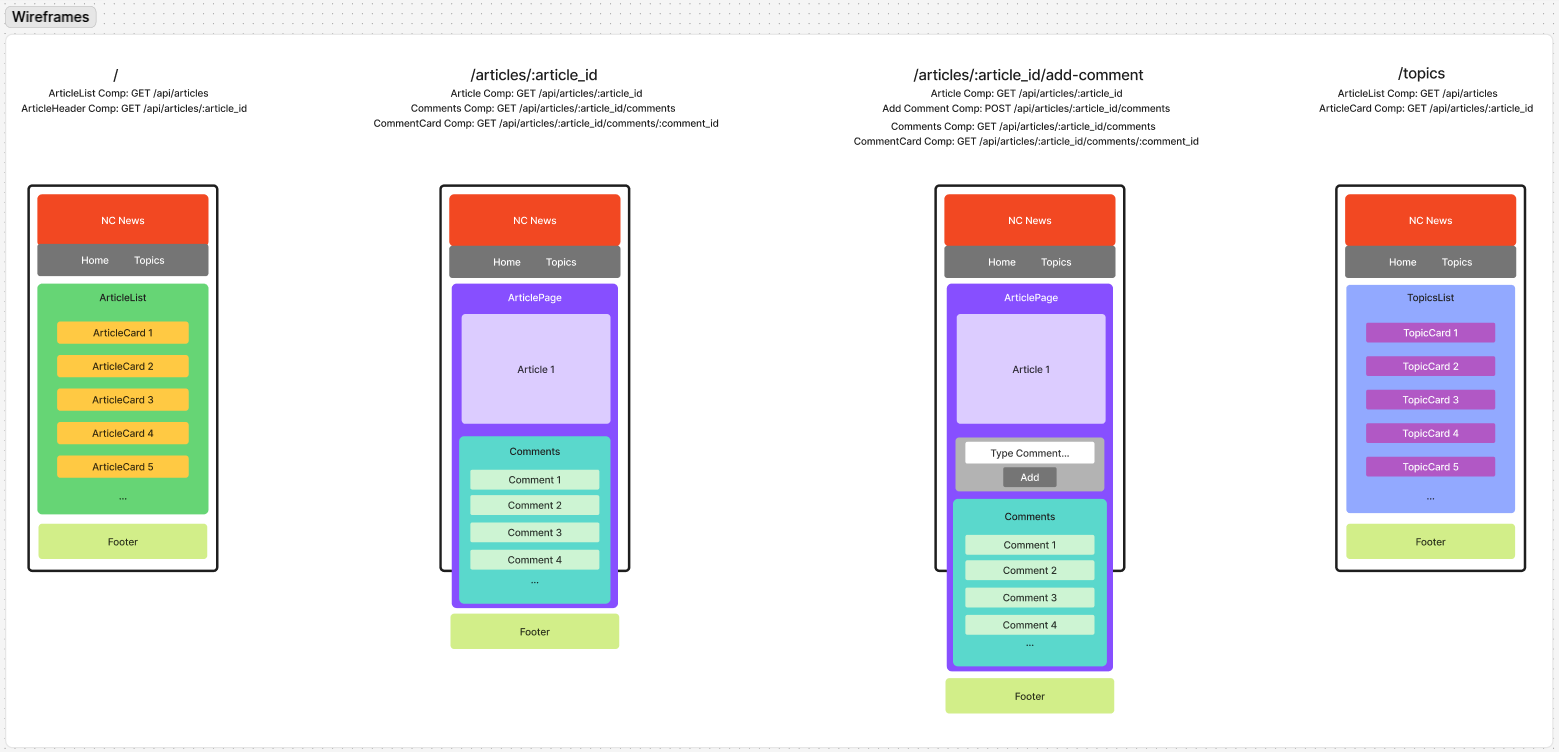 Wireframes
/
ArticleList Comp: GET /api/articles
ArticleHeader Comp: GET /api/articles/:article_id
NC News
Home Topics
ArticleList
ArticleCard 1
ArticleCard 2
ArticleCard 3
ArticleCard 4
ArticleCard 5
...
Footer
/articles/:article_id
Article Comp: GET /api/articles/:article_id
Comments Comp: GET /api/articles/:article_id/comments
CommentCard Comp: GET /api/articles/:article_id/comments/:comment_id
NC News
Home Topics
ArticlePage
Article 1
Comments
Comment 1
Comment 2
Comment 3
Comment 4
...
Footer
/articles/:article_id/add-comment
Article Comp: GET /api/articles/:article_id
Add Comment Comp: POST /api/articles/:article_id/comments
Comments Comp: GET /api/articles/:article_id/comments
CommentCard Comp: GET /api/articles/:article_id/comments/:comment_id
NC News
Home Topics
ArticlePage
Article 1
Type Comment...
Add
Comments
Comment 1
Comment 2
Comment 3
Comment 4
...
Footer
/topics
ArticleList Comp: GET /api/articles
ArticleCard Comp: GET /api/articles/:article_id
NC News
Home Topics
TopicsList
TopicCard 1
TopicCard 2
TopicCard 3
TopicCard 4
TopicCard 5
...
Footer